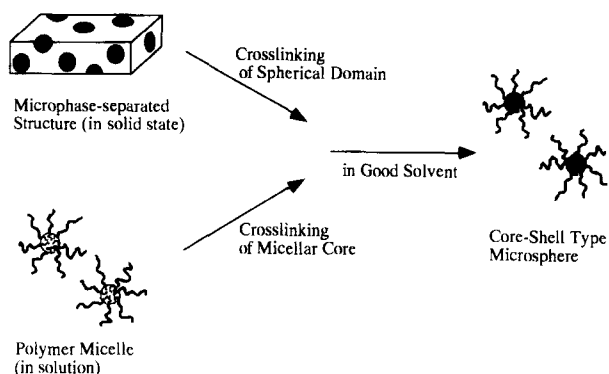 Crosslinking
of Spherical Domain
Microphase-separated
Structure (in solid state)
in Good Solvent
Crosslinking
of Micellar Core
Core-Shell Type
Microsphere
Polymer Micelle
(in solution)